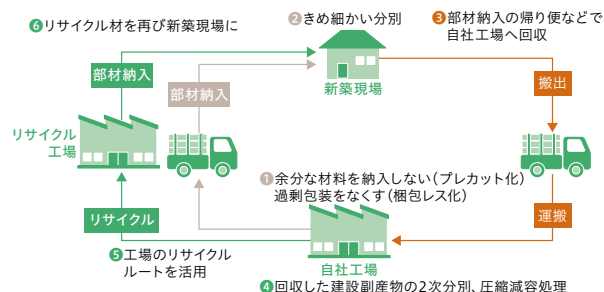 ❻リサイクル材を再び新築現場に
❷きめ細かい分別
❸部材納入の帰り便などで
自社工場へ回収
部材納入
部材納入
新築現場
搬出
リサイクル
工場
❶余分な材料を納入しない（プレカット化）
過剰包装をなくす（梱包レス化）
リサイクル
運搬
❺工場のリサイクル
ルートを活用
自社工場
❹回収した建設副産物の2次分別、圧縮減容処理